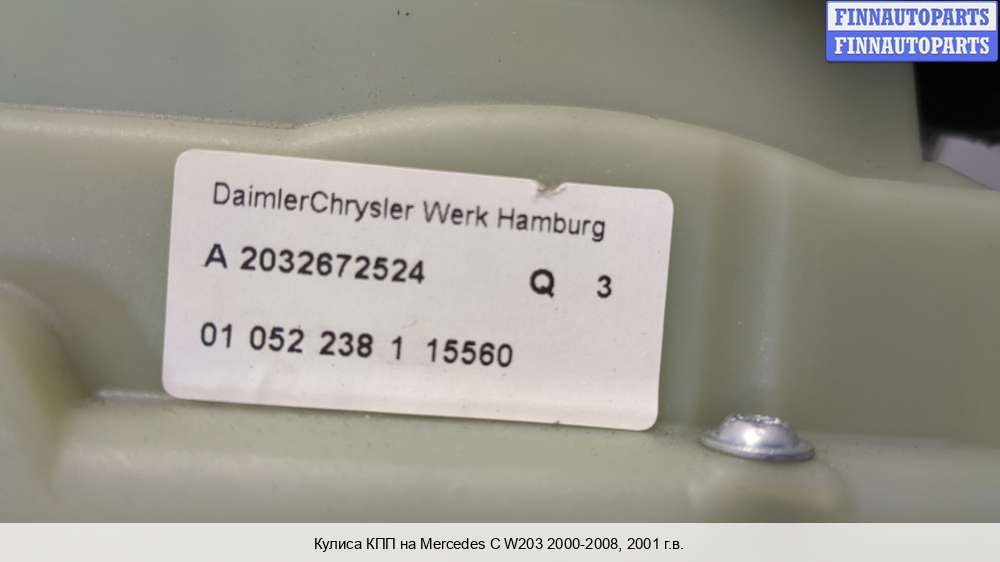 FINNAUTOPARTS
FINNAUTOPARTS
DaimlerChrysler Werk Hamburg
A 2032672524 Q 3
01 052 238 1 15560
Кулиса КПП на Mercedes C W203 2000-2008, 2001 г.в.